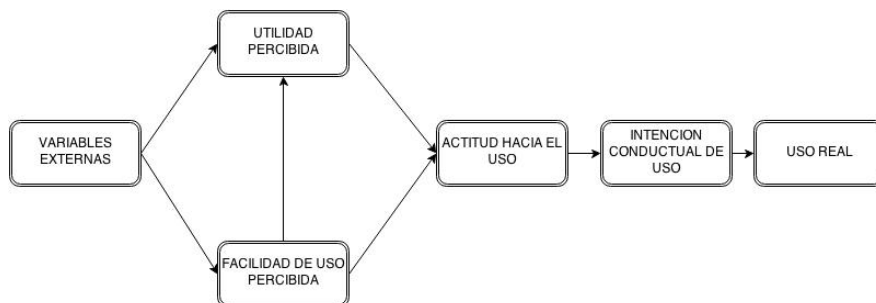 UTILIDAD
PERCIBIDA
VARIABLES
EXTERNAS
FACILIDAD DE USO
PERCIBIDA
ACTITUD HACIA EL
USO
INTENCION
CONDUCTUAL DE
USO
USO REAL